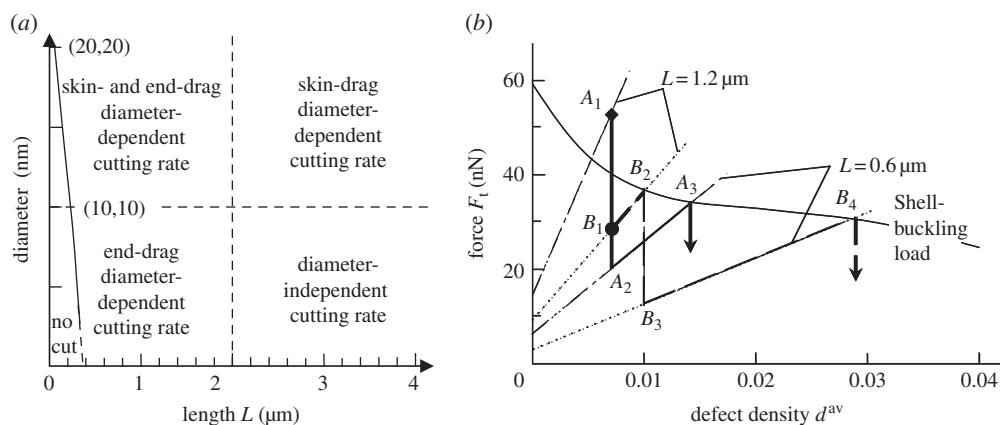 (a)
(20,20)
skin- and end-drag
diameter-
dependent
cutting rate
skin-drag
diameter-
dependent
cutting rate
diameter (nm)
(10,10)
end-drag
diameter-
dependent
cutting rate
diameter-
independent
cutting rate
no
cut
0 1 2 3 4
length L (μm)
(b)
60
40
20
0
force Fₜ (nN)
A₁
L = 1.2 μm
B₂
A₃
L = 0.6 μm
B₁
B₄
Shell-
buckling
load
A₂
B₃
0.01 0.02 0.03 0.04
defect density dᵃᵛ